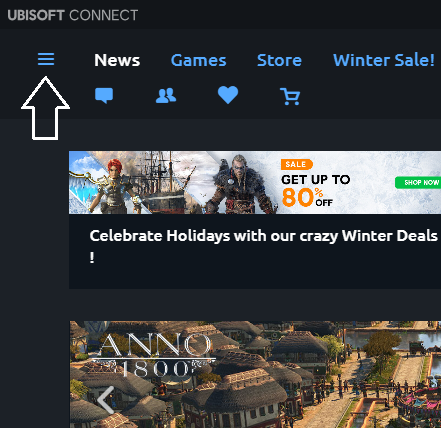 UBISOFT CONNECT
News Games Store Winter Sale!
SALE
GET UP TO
80% OFF
SHOP NOW
Celebrate Holidays with our crazy Winter Deals
!
ANNO
1800